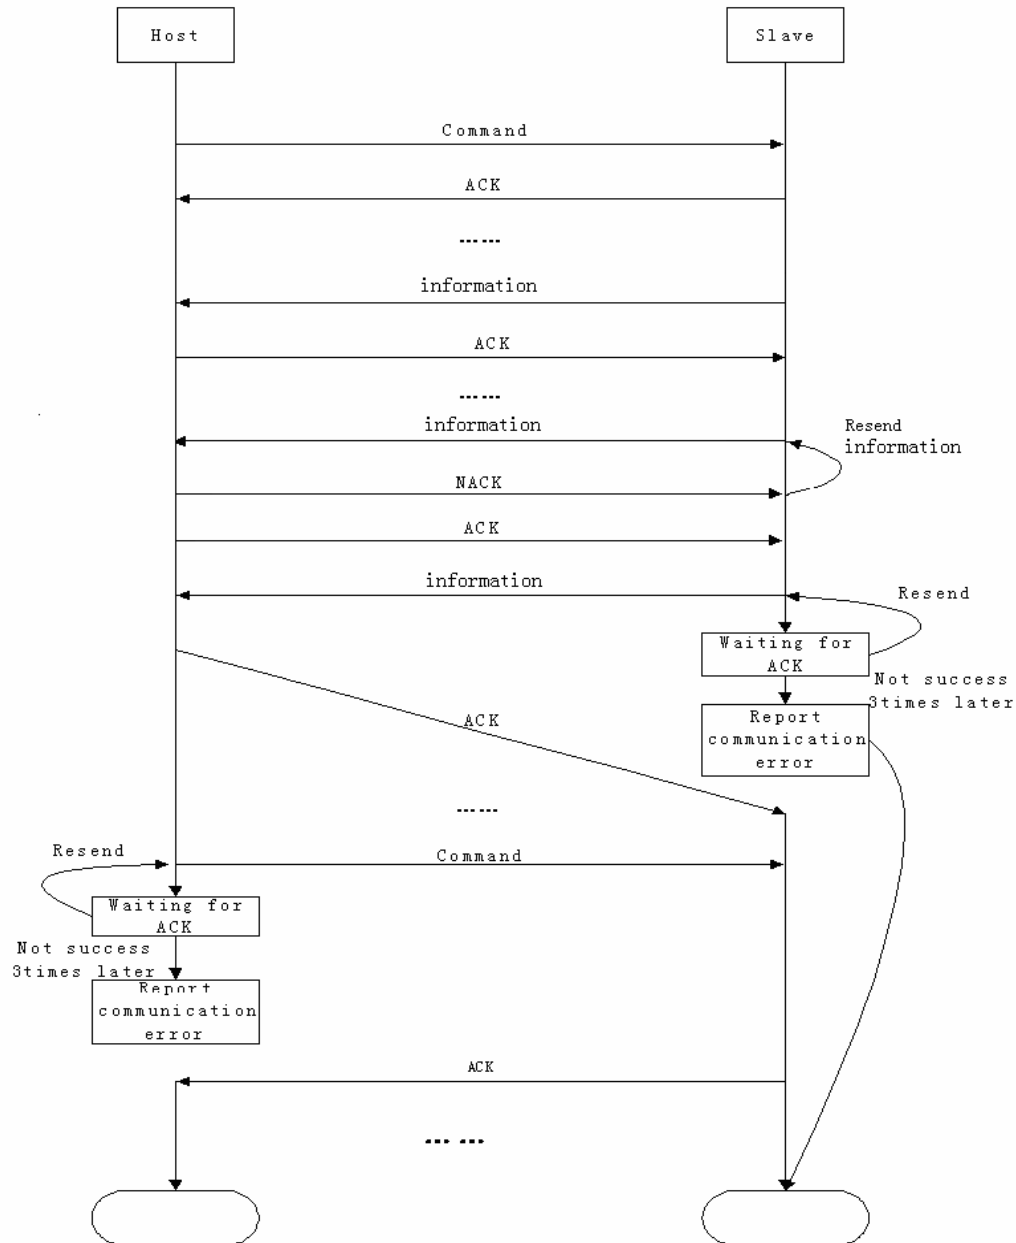 Host
Slave
Command
ACK
……
information
ACK
……
information
Resend
information
NACK
ACK
information
Resend
Waiting for
ACK
Not success
3times later
Report
communication
error
ACK
……
Resend
Command
Waiting for
ACK
Not success
3times later
Report
communication
error
ACK
… …